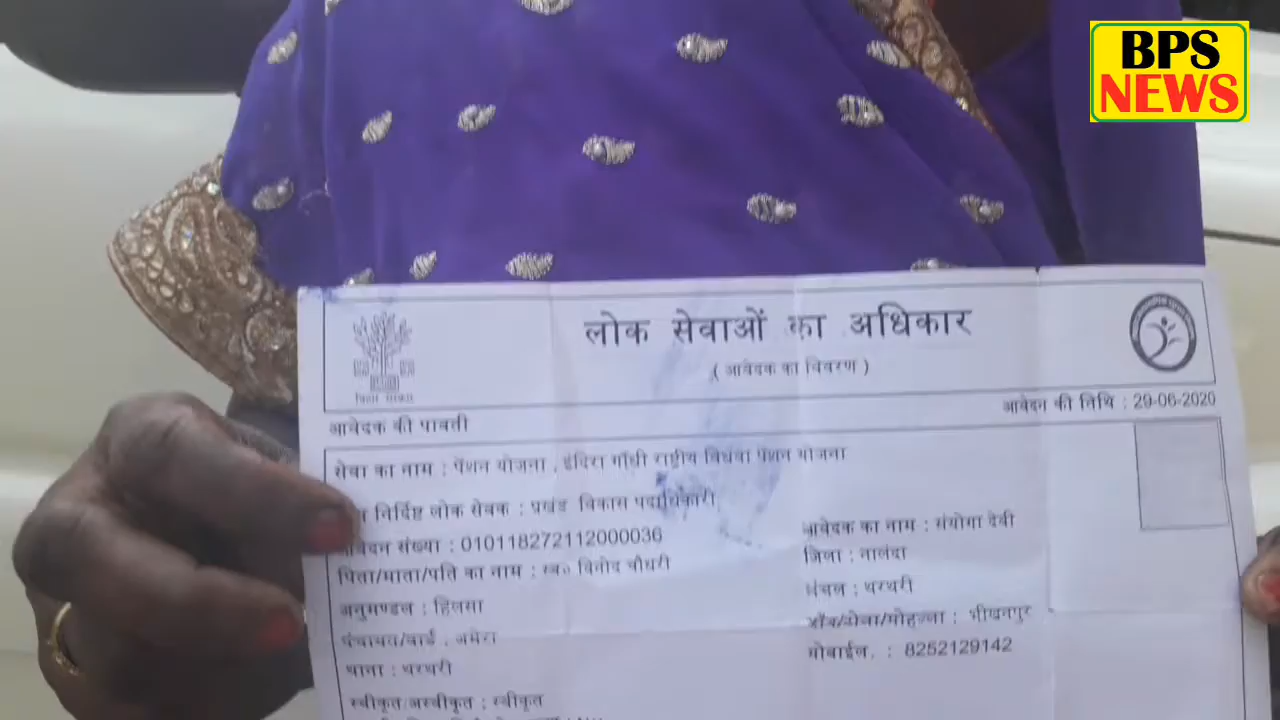 BPS
NEWS
लोक सेवाओं का अधिकार
( आवेदक का विवरण )
बिहार सरकार
आवेदन की तिथि : 29-06-2020
आवेदक की पावती
सेवा का नाम : पेंशन योजना , इंदिरा गाँधी राष्ट्रीय विधवा पेंशन योजना
निर्दिष्ट लोक सेवक : प्रखंड विकास पदाधिकारी
आवेदन संख्या : 010118272112000036
आवेदक का नाम : संयोगा देवी
पिता/माता/पति का नाम : स्व० विनोद चौधरी
जिला : नालंदा
अनुमण्डल : हिलसा
अंचल : थरथरी
पंचायत/वार्ड : अमेरा
गाँव/टोला/मोहल्ला : भीखनपुर
थाना : थरथरी
मोबाईल. : 8252129142
स्वीकृत/अस्वीकृत : स्वीकृत